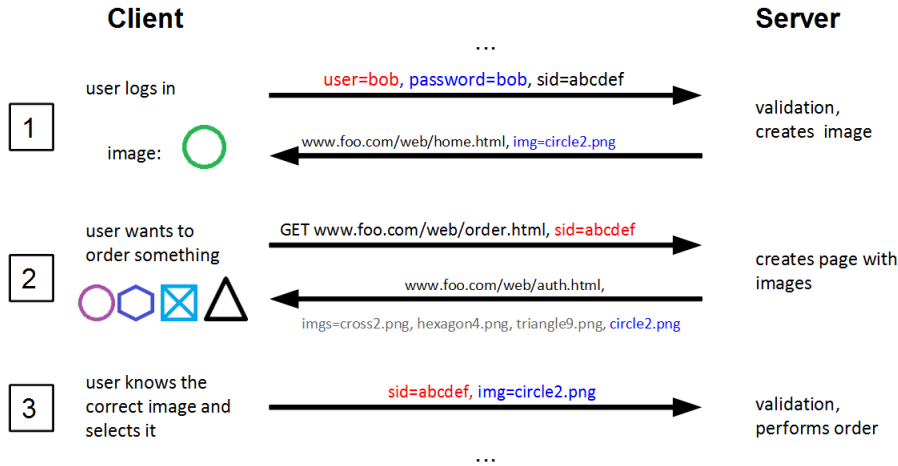 Client
Server
...
1
user logs in
user=bob, password=bob, sid=abcdef
validation,
creates image
image:
www.foo.com/web/home.html, img=circle2.png
2
user wants to
order something
GET www.foo.com/web/order.html, sid=abcdef
creates page with
images
www.foo.com/web/auth.html,
imgs=cross2.png, hexagon4.png, triangle9.png, circle2.png
3
user knows the
correct image and
selects it
sid=abcdef, img=circle2.png
validation,
performs order
...